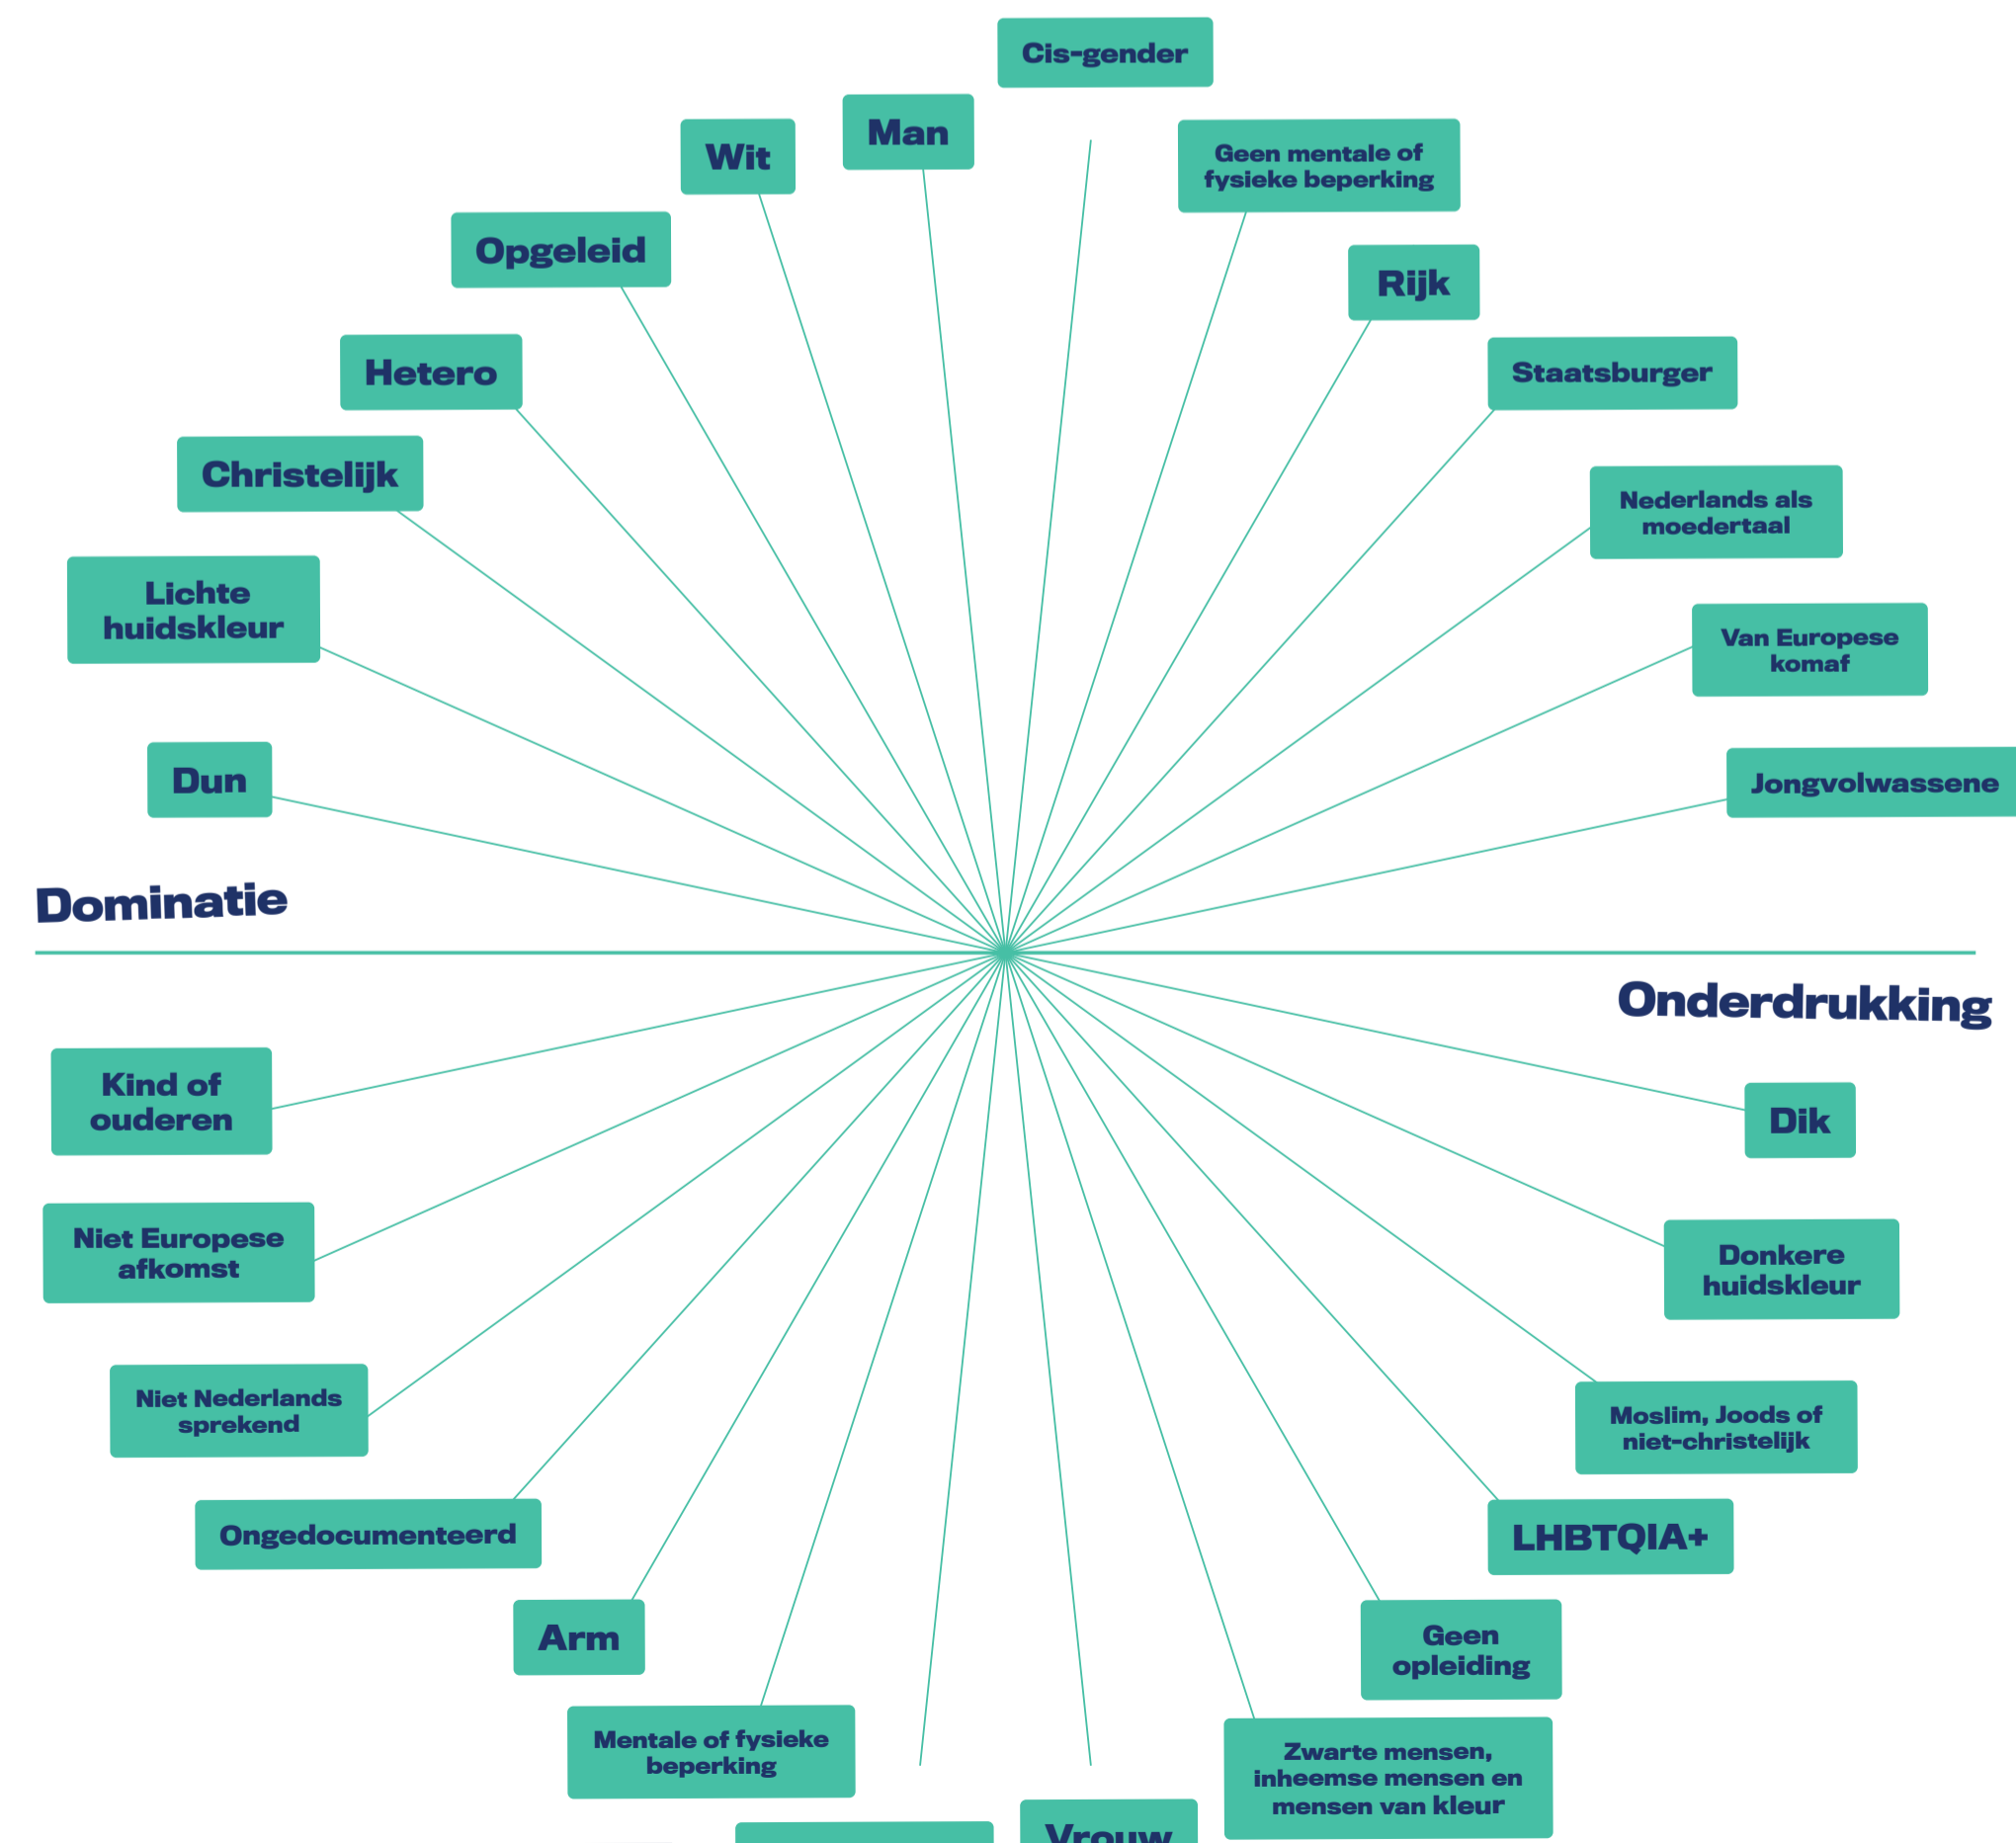 Cis-gender
Man
Wit
Geen mentale of
fysieke beperking
Opgeleid
Rijk
Hetero
Staatsburger
Christelijk
Nederlands als
moedertaal
Lichte
huidskleur
Van Europese
komaf
Dun
Jongvolwassene
Dominatie
Onderdrukking
Kind of
ouderen
Dik
Niet Europese
afkomst
Donkere
huidskleur
Niet Nederlands
sprekend
Moslim, Joods of
niet-christelijk
Ongedocumenteerd
LHBTQIA+
Arm
Geen
opleiding
Mentale of fysieke
beperking
Zwarte mensen,
inheemse mensen en
mensen van kleur
Vrouw